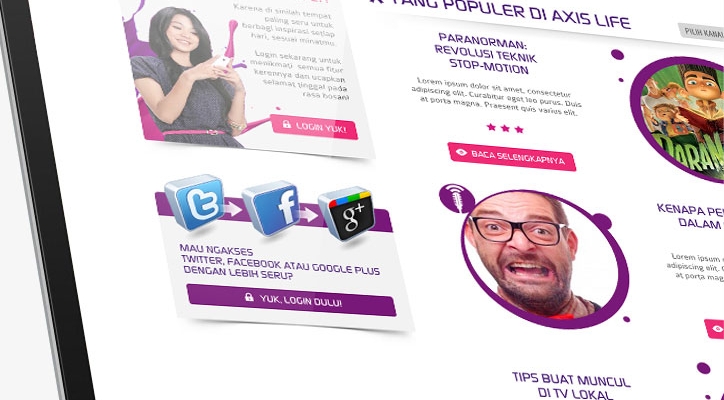 Karena di sinilah tempat
paling seru untuk
berbagi inspirasi setiap
hari, sesuai minatmu.
Login sekarang untuk
menikmati semua fitur
kerennya dan ucapkan
selamat tinggal pada
rasa bosan!
LOGIN YUK!
g+
MAU NGAKSES
TWITTER, FACEBOOK ATAU GOOGLE PLUS
DENGAN LEBIH SERU?
YUK, LOGIN DULU!
YANG POPULER DI AXIS LIFE
PILIH KANAL
PARANORMAN:
REVOLUSI TEKNIK
STOP-MOTION
Lorem ipsum dolor sit amet, consectetur
adipiscing elit. Curabitur eget leo purus. Duis
at porta magna. Praesent quis varius elit.
BACA SELENGKAPNYA
KENAPA PE
DALAM
Lorem ipsum
adipiscing elit
at porta
TIPS BUAT MUNCUL
DI TV LOKAL